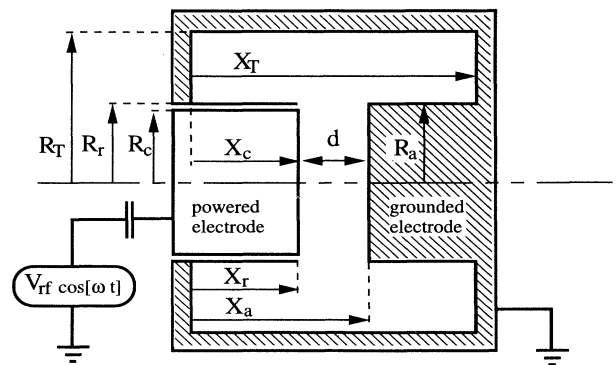 X_T
R_T
R_r
R_c
X_c
d
R_a
powered
electrode
grounded
electrode
V_rf cos[ω t]
X_r
X_a